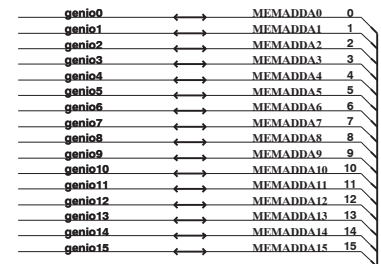 genio0 MEMADDA0 0
genio1 MEMADDA1 1
genio2 MEMADDA2 2
genio3 MEMADDA3 3
genio4 MEMADDA4 4
genio5 MEMADDA5 5
genio6 MEMADDA6 6
genio7 MEMADDA7 7
genio8 MEMADDA8 8
genio9 MEMADDA9 9
genio10 MEMADDA10 10
genio11 MEMADDA11 11
genio12 MEMADDA12 12
genio13 MEMADDA13 13
genio14 MEMADDA14 14
genio15 MEMADDA15 15